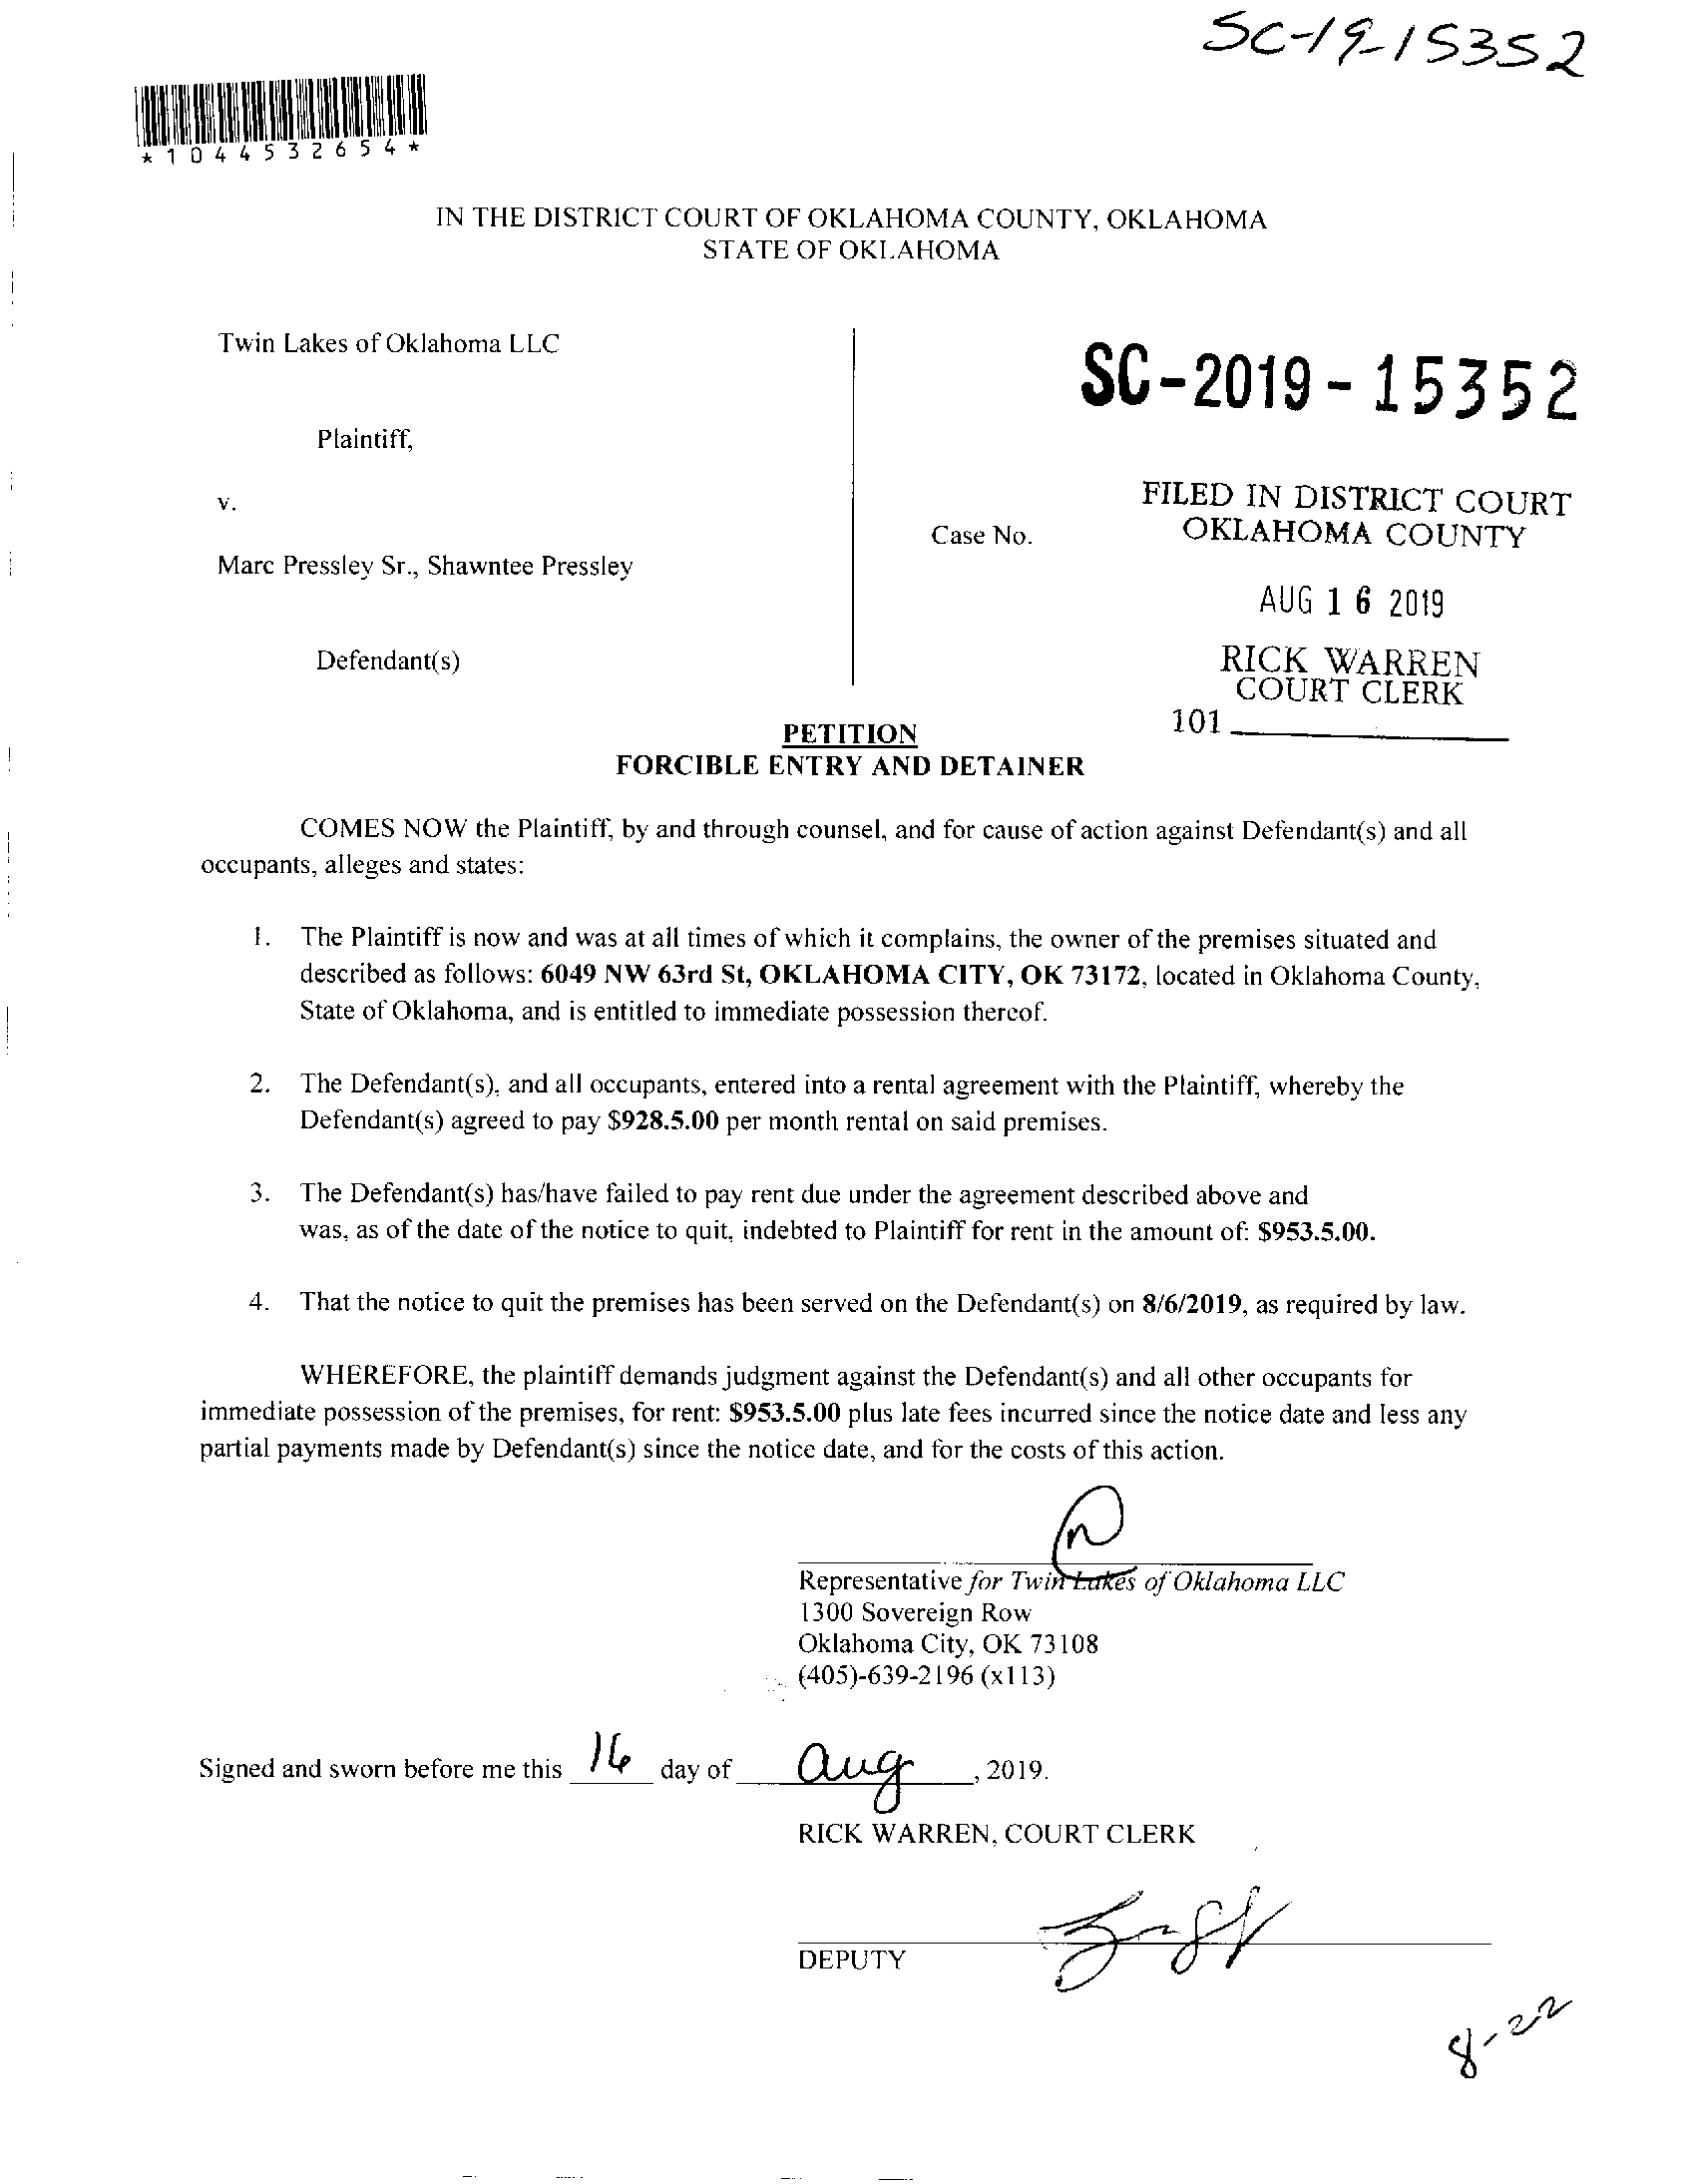 SC-19-15352
*1044532654*
IN THE DISTRICT COURT OF OKLAHOMA COUNTY, OKLAHOMA
STATE OF OKLAHOMA
Twin Lakes of Oklahoma LLC
SC-2019-15352
Plaintiff,
FILED IN DISTRICT COURT
v.
Case No.
OKLAHOMA COUNTY
Marc Pressley Sr., Shawntee Pressley
AUG 16 2019
Defendant(s)
RICK WARREN
COURT CLERK
101
PETITION
FORCIBLE ENTRY AND DETAINER
COMES NOW the Plaintiff, by and through counsel, and for cause of action against Defendant(s) and all
occupants, alleges and states:
1. The Plaintiff is now and was at all times of which it complains, the owner of the premises situated and
described as follows: 6049 NW 63rd St, OKLAHOMA CITY, OK 73172, located in Oklahoma County,
State of Oklahoma, and is entitled to immediate possession thereof.
2. The Defendant(s), and all occupants, entered into a rental agreement with the Plaintiff, whereby the
Defendant(s) agreed to pay $928.5.00 per month rental on said premises.
3. The Defendant(s) has/have failed to pay rent due under the agreement described above and
was, as of the date of the notice to quit, indebted to Plaintiff for rent in the amount of: $953.5.00.
4. That the notice to quit the premises has been served on the Defendant(s) on 8/6/2019, as required by law.
WHEREFORE, the plaintiff demands judgment against the Defendant(s) and all other occupants for
immediate possession of the premises, for rent: $953.5.00 plus late fees incurred since the notice date and less any
partial payments made by Defendant(s) since the notice date, and for the costs of this action.
Representative for Twin Lakes of Oklahoma LLC
1300 Sovereign Row
Oklahoma City, OK 73108
(405)-639-2196 (x113)
Signed and sworn before me this 16 day of Aug, 2019.
RICK WARREN, COURT CLERK
DEPUTY
8-22